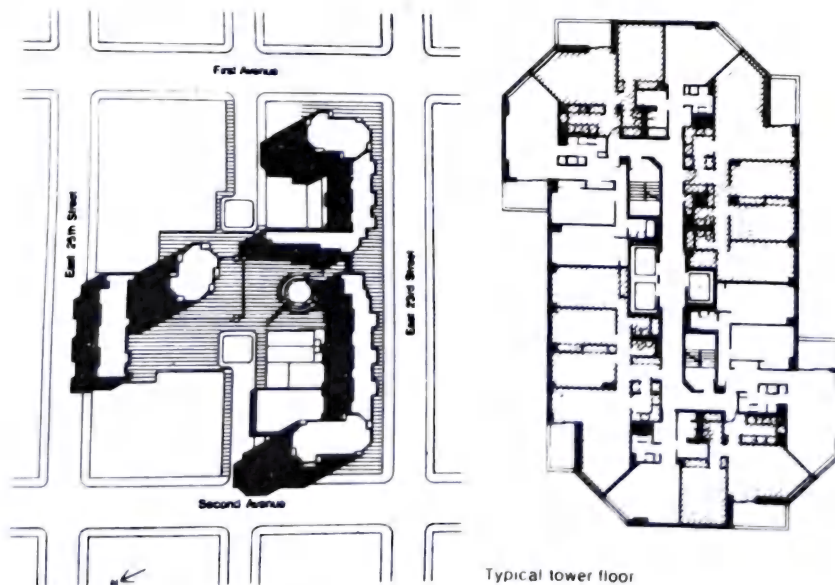 First Avenue
East 25th Street
East 23rd Street
Second Avenue
N
Typical tower floor